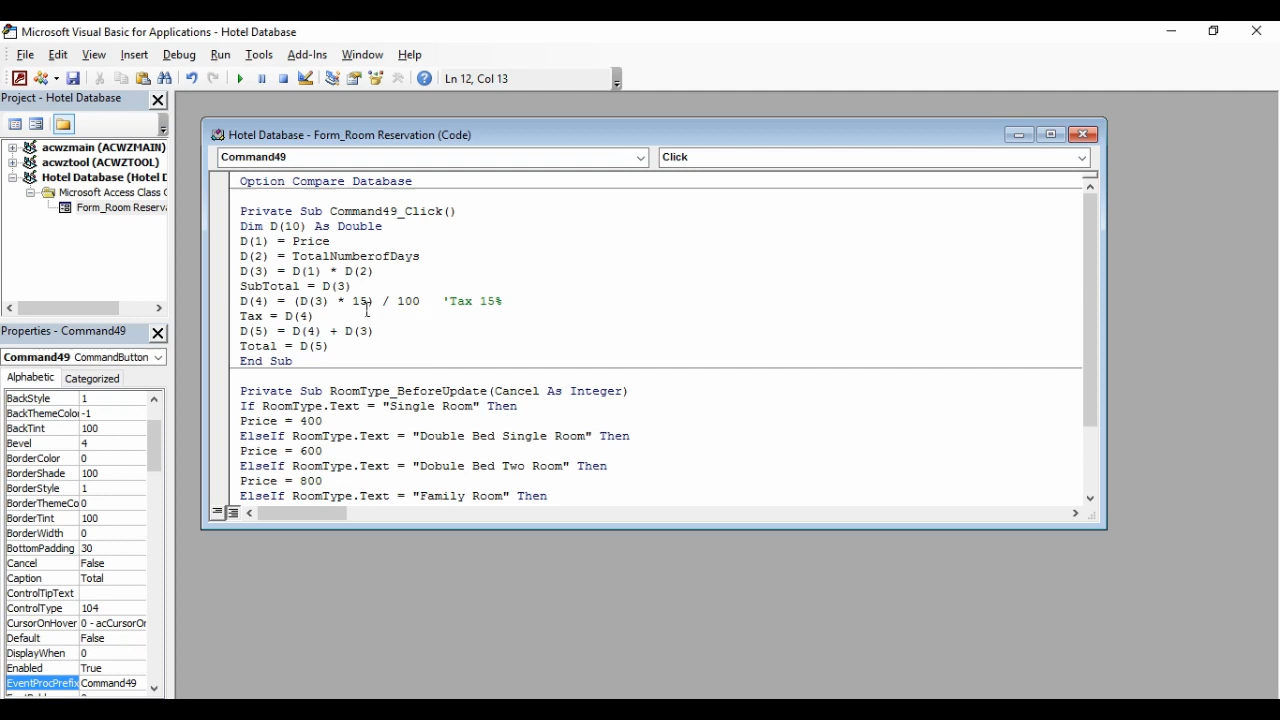 Microsoft Visual Basic for Applications - Hotel Database
File Edit View Insert Debug Run Tools Add-Ins Window Help
Ln 12, Col 13
Project - Hotel Database
acwzmain (ACWZMAIN)
acwztool (ACWZTOOL)
Hotel Database (Hotel D
Microsoft Access Class O
Form_Room Reserva
Properties - Command49
Command49 CommandButton
Alphabetic Categorized
BackStyle 1
BackThemeColor -1
BackTint 100
Bevel 4
BorderColor 0
BorderShade 100
BorderStyle 1
BorderThemeCo 0
BorderTint 100
BorderWidth 0
BottomPadding 30
Cancel False
Caption Total
ControlTipText
ControlType 104
CursorOnHover 0 - acCursorOn
Default False
DisplayWhen 0
Enabled True
EventProcPrefix Command49
Hotel Database - Form_Room Reservation (Code)
Command49 Click
Option Compare Database
Private Sub Command49_Click()
Dim D(10) As Double
D(1) = Price
D(2) = TotalNumberofDays
D(3) = D(1) * D(2)
SubTotal = D(3)
D(4) = (D(3) * 15) / 100 'Tax 15%
Tax = D(4)
D(5) = D(4) + D(3)
Total = D(5)
End Sub
Private Sub RoomType_BeforeUpdate(Cancel As Integer)
If RoomType.Text = "Single Room" Then
Price = 400
ElseIf RoomType.Text = "Double Bed Single Room" Then
Price = 600
ElseIf RoomType.Text = "Dobule Bed Two Room" Then
Price = 800
ElseIf RoomType.Text = "Family Room" Then